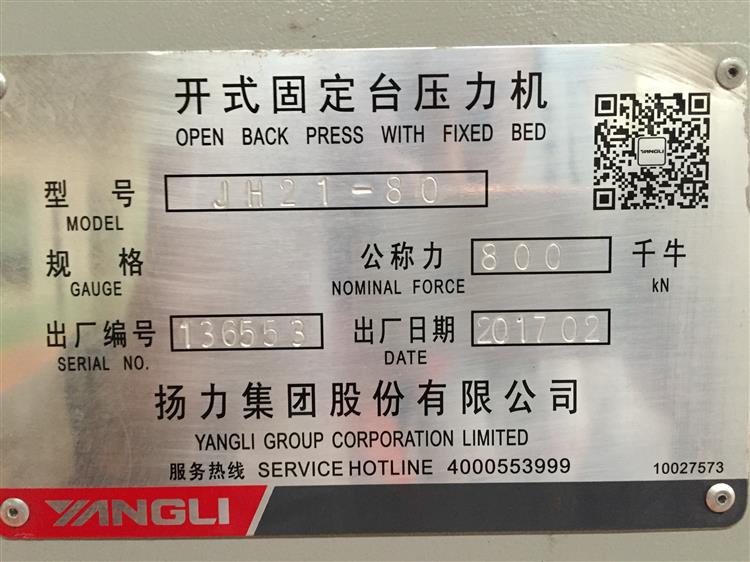 开式固定台压力机
OPEN BACK PRESS WITH FIXED BED
YANGLI
型号 JH21-80
MODEL
规格 公称力 800 千牛
GAUGE NOMINAL FORCE kN
出厂编号 136553 出厂日期 2017 02
SERIAL NO. DATE
扬力集团股份有限公司
YANGLI GROUP CORPORATION LIMITED
服务热线 SERVICE HOTLINE 4000553999 10027573
YANGLI